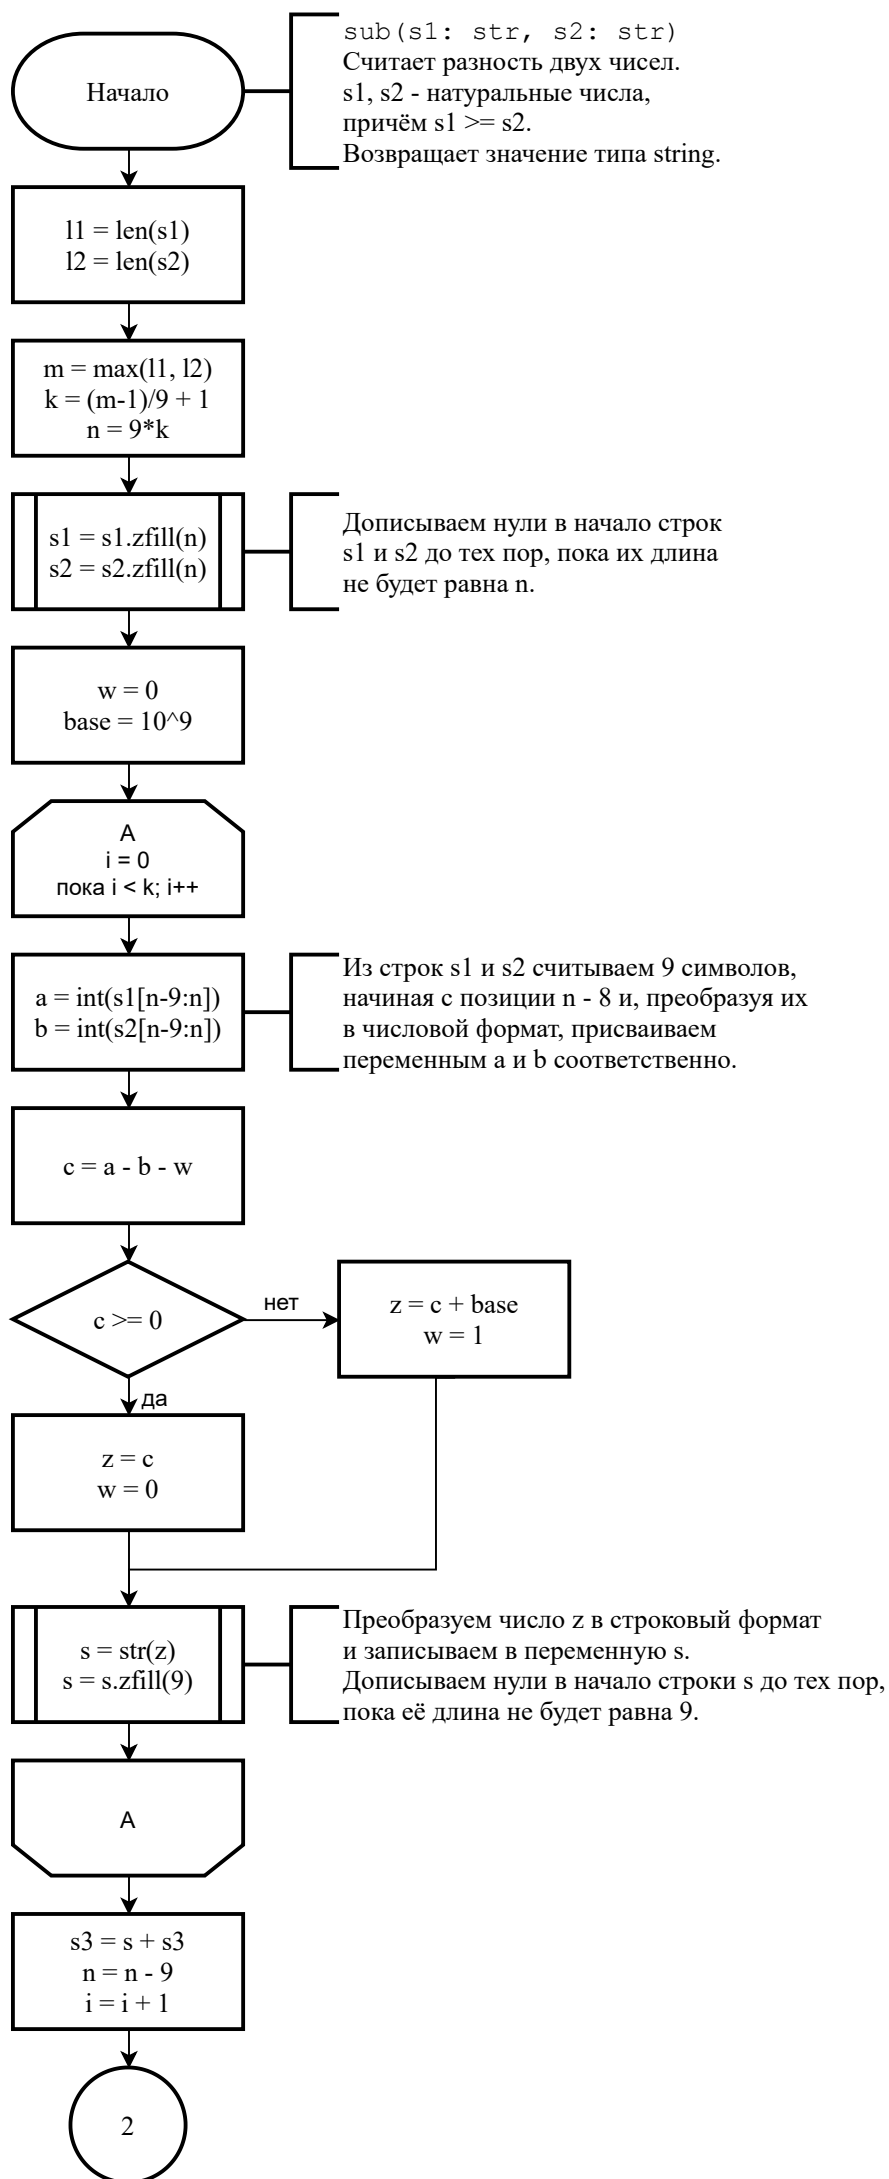 Начало
sub(s1: str, s2: str)
Считает разность двух чисел.
s1, s2 - натуральные числа,
причём s1 >= s2.
Возвращает значение типа string.
l1 = len(s1)
l2 = len(s2)
m = max(l1, l2)
k = (m-1)/9 + 1
n = 9*k
s1 = s1.zfill(n)
s2 = s2.zfill(n)
Дописываем нули в начало строк
s1 и s2 до тех пор, пока их длина
не будет равна n.
w = 0
base = 10^9
А
i = 0
пока i < k; i++
a = int(s1[n-9:n])
b = int(s2[n-9:n])
Из строк s1 и s2 считываем 9 символов,
начиная с позиции n - 8 и, преобразуя их
в числовой формат, присваиваем
переменным a и b соответственно.
c = a - b - w
c >= 0
нет
z = c + base
w = 1
да
z = c
w = 0
s = str(z)
s = s.zfill(9)
Преобразуем число z в строковый формат
и записываем в переменную s.
Дописываем нули в начало строки s до тех пор,
пока её длина не будет равна 9.
А
s3 = s + s3
n = n - 9
i = i + 1
2